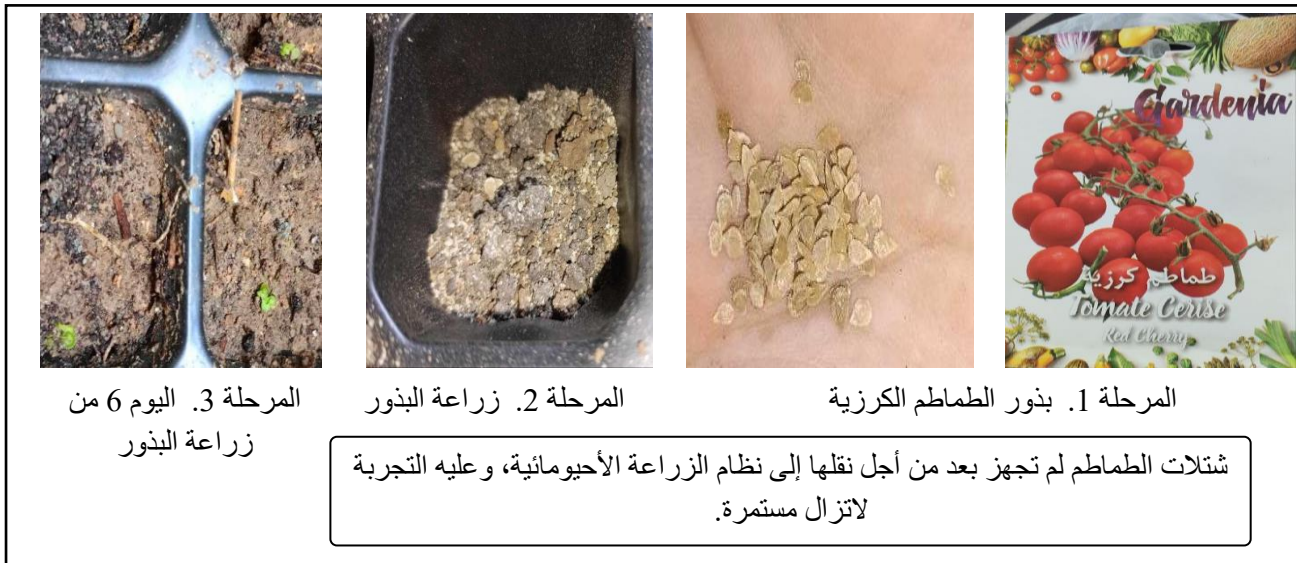 Gardenia
طماطم كرزية
Tomate Cerise
Red Cherry
المرحلة 1. بذور الطماطم الكرزية
المرحلة 2. زراعة البذور
المرحلة 3. اليوم 6 من
زراعة البذور
شتلات الطماطم لم تجهز بعد من أجل نقلها إلى نظام الزراعة الأحيومائية، وعليه التجربة
لاتزال مستمرة.